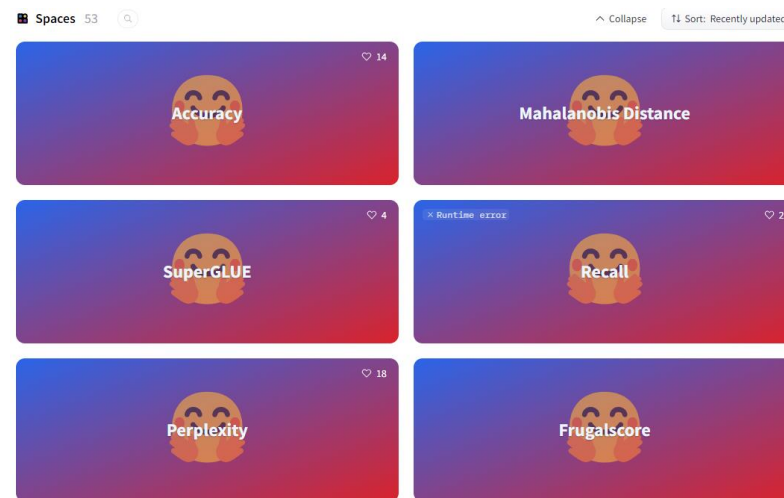 Spaces 53
Collapse
Sort: Recently updated
14
Accuracy
Mahalanobis Distance
4
SuperGLUE
× Runtime error
2
Recall
18
Perplexity
Frugalscore